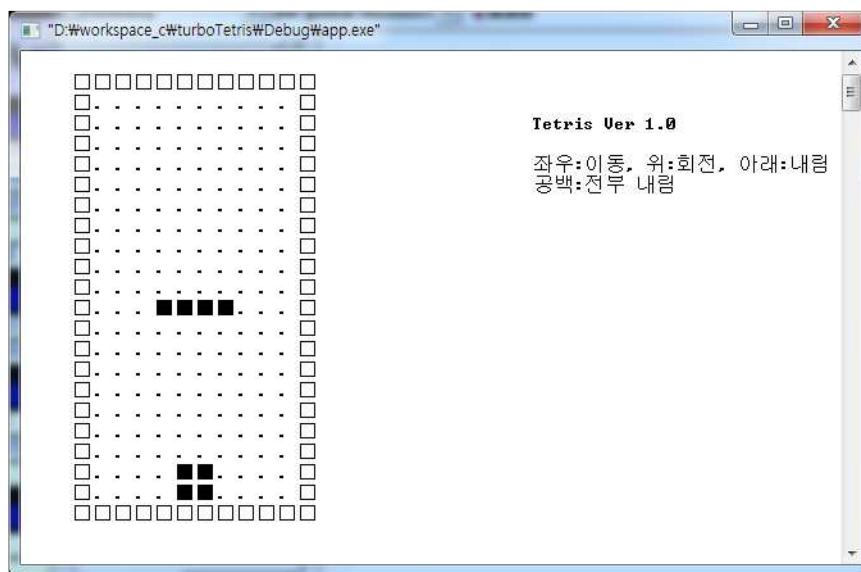 "D:₩workspace_c₩turboTetris₩Debug₩app.exe"
Tetris Ver 1.0
좌우:이동, 위:회전, 아래:내림
공백:전부 내림